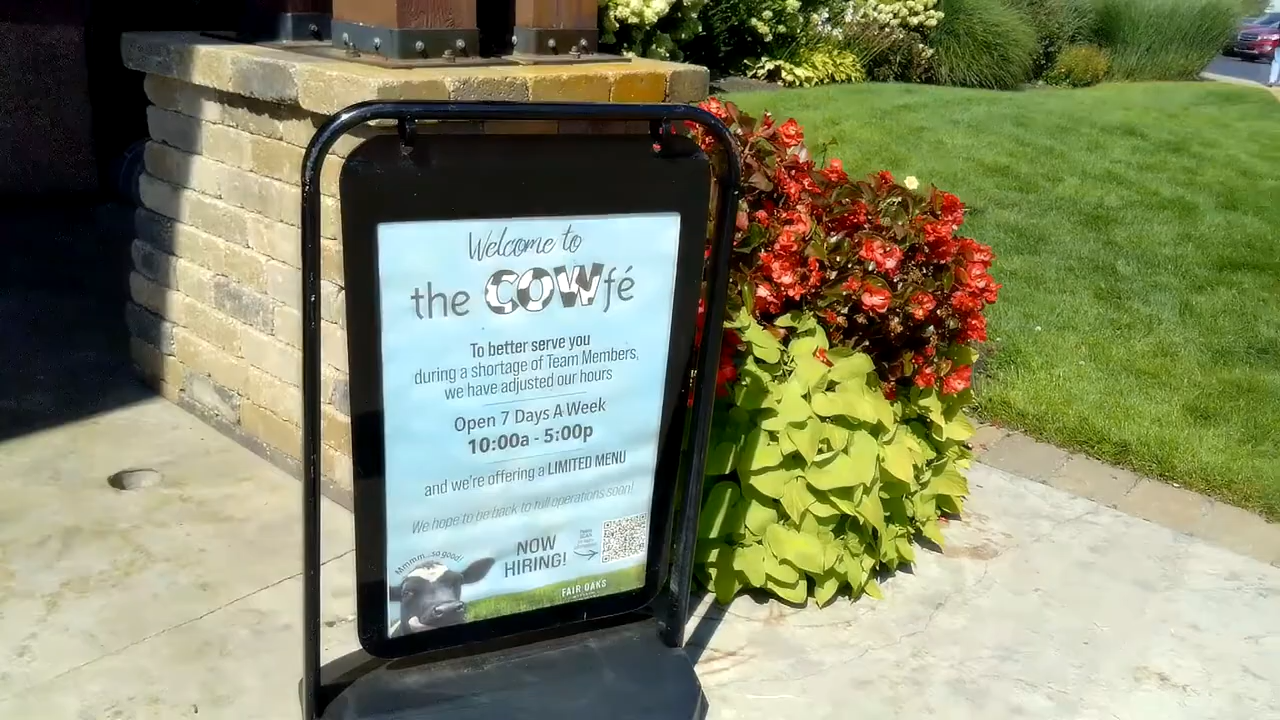 Welcome to
the COWfé
To better serve you
during a shortage of Team Members,
we have adjusted our hours
Open 7 Days A Week
10:00a - 5:00p
and we're offering a LIMITED MENU
We hope to be back to full operations soon!
Mmmm...so good!
NOW
HIRING!
FAIR OAKS